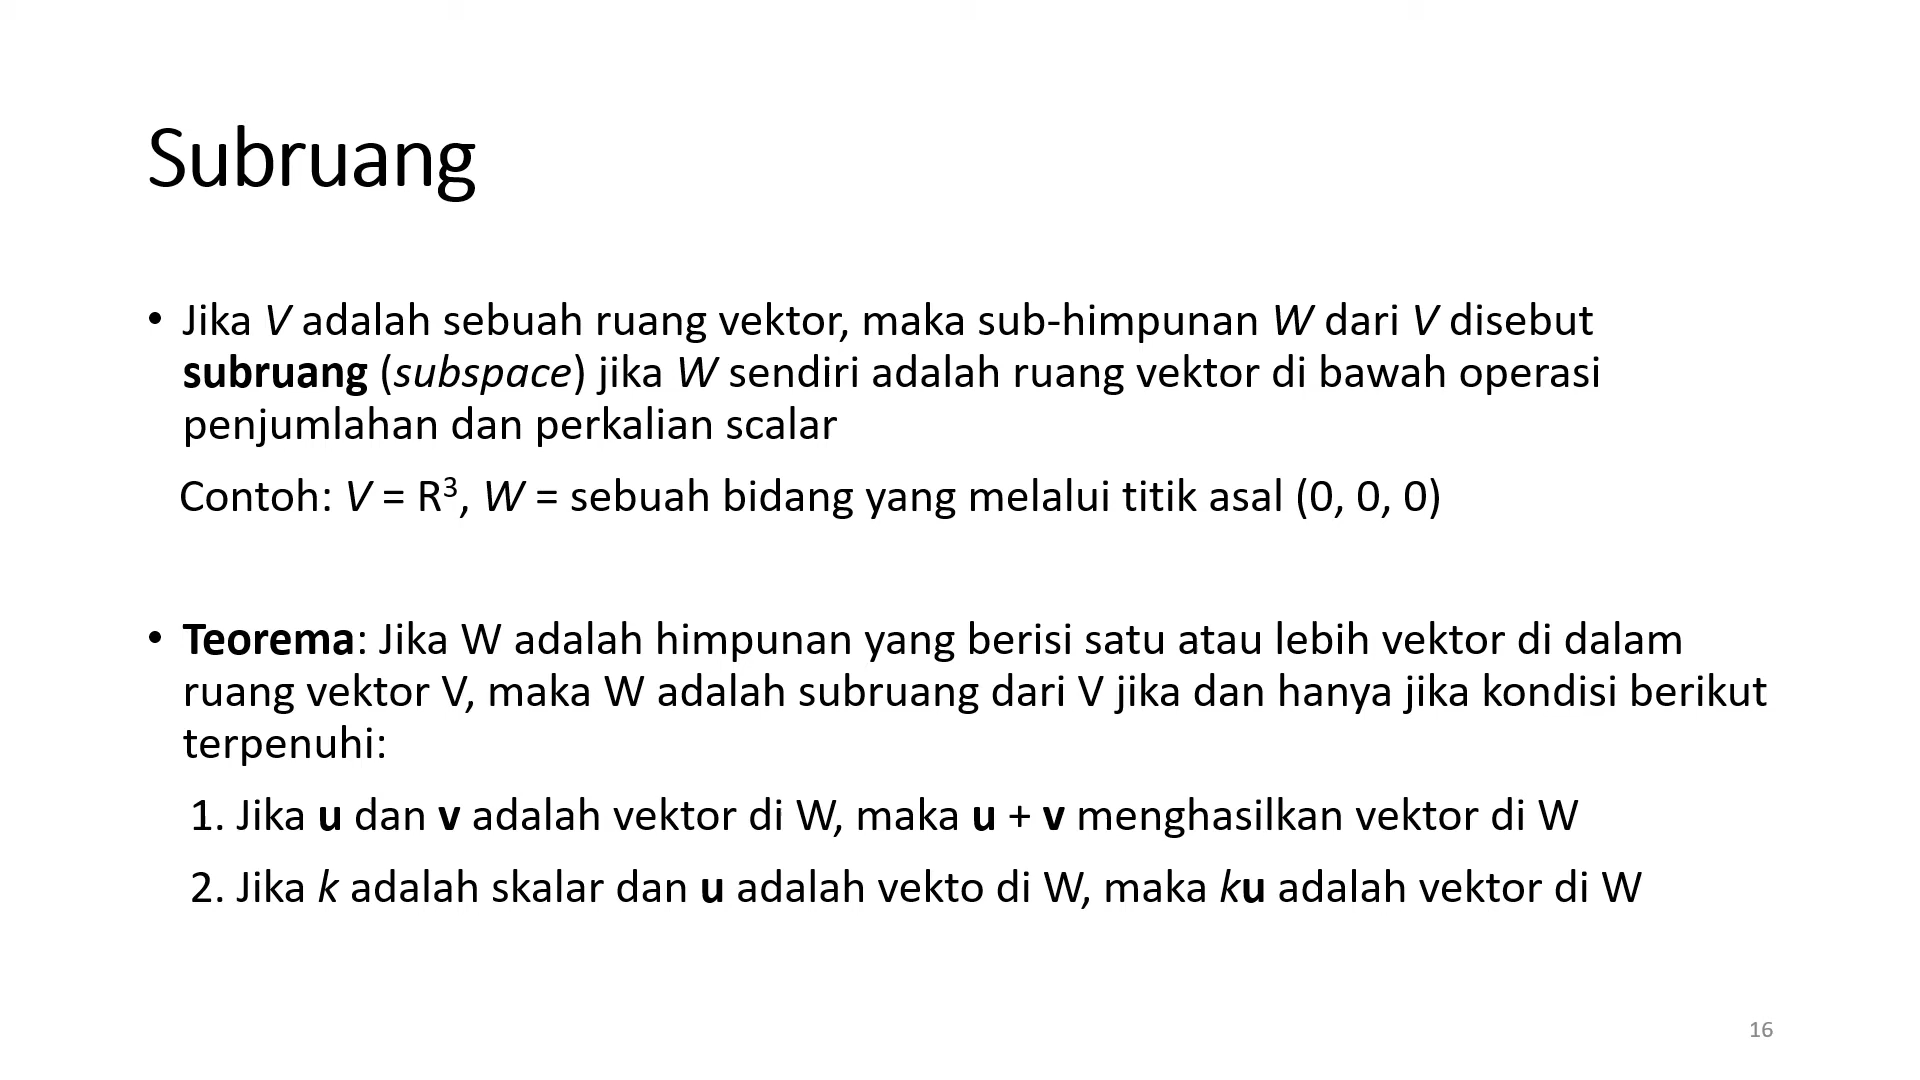 Subruang
• Jika V adalah sebuah ruang vektor, maka sub-himpunan W dari V disebut
subruang (subspace) jika W sendiri adalah ruang vektor di bawah operasi
penjumlahan dan perkalian scalar
Contoh: V = R³, W = sebuah bidang yang melalui titik asal (0, 0, 0)
• Teorema: Jika W adalah himpunan yang berisi satu atau lebih vektor di dalam
ruang vektor V, maka W adalah subruang dari V jika dan hanya jika kondisi berikut
terpenuhi:
1. Jika u dan v adalah vektor di W, maka u + v menghasilkan vektor di W
2. Jika k adalah skalar dan u adalah vekto di W, maka ku adalah vektor di W
16